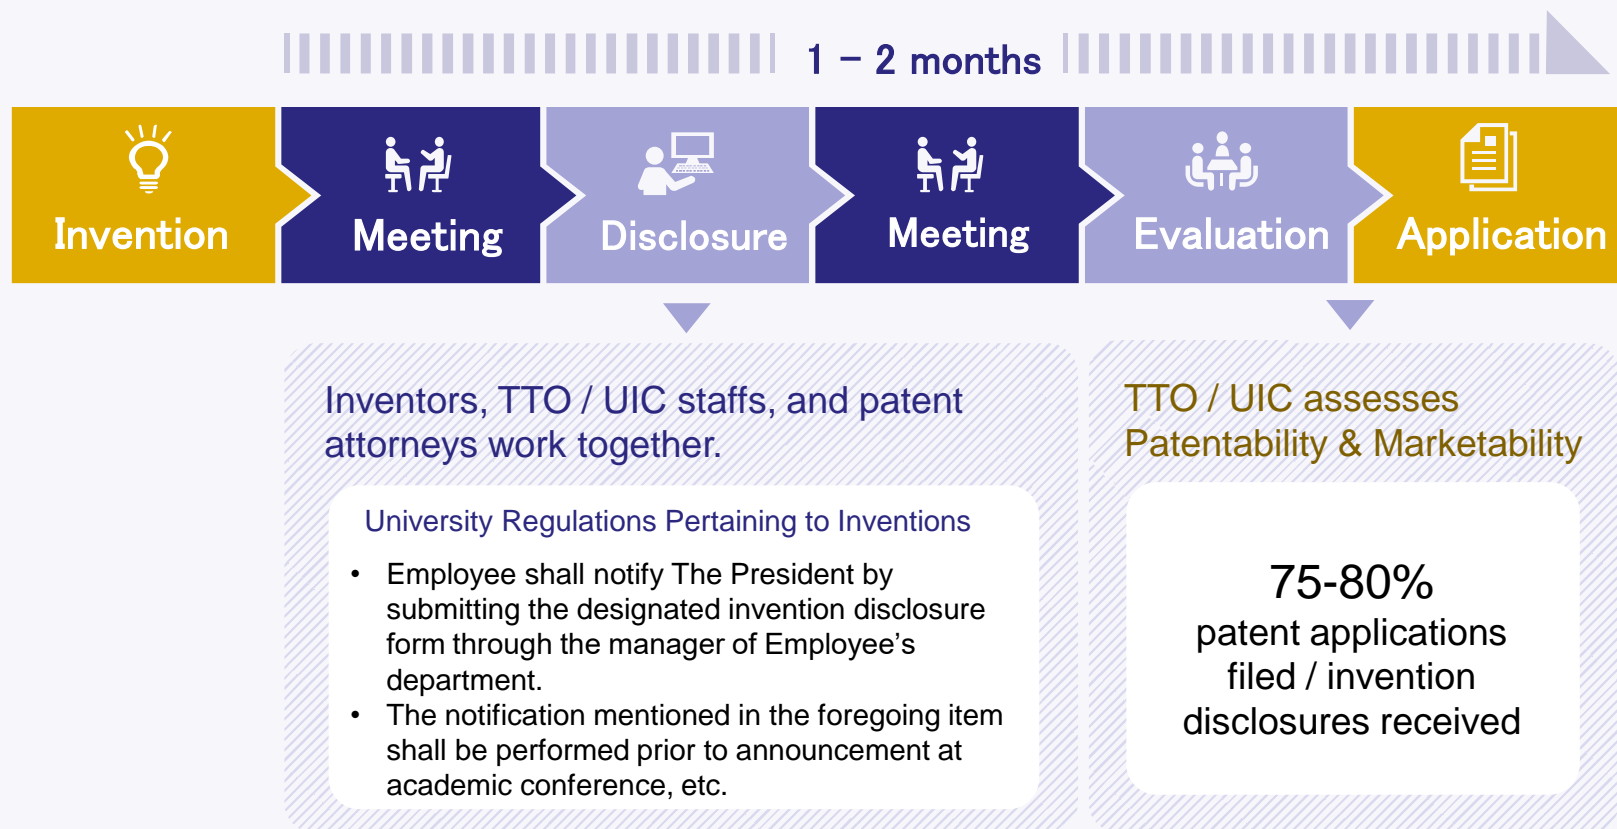 1 – 2 months
Invention
Meeting
Disclosure
Meeting
Evaluation
Application
Inventors, TTO / UIC staffs, and patent
attorneys work together.
University Regulations Pertaining to Inventions
• Employee shall notify The President by
submitting the designated invention disclosure
form through the manager of Employee's
department.
• The notification mentioned in the foregoing item
shall be performed prior to announcement at
academic conference, etc.
TTO / UIC assesses
Patentability & Marketability
75-80%
patent applications
filed / invention
disclosures received